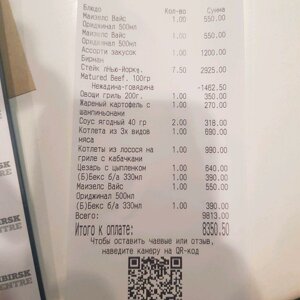 Блюдо Кол-во Сумма
Майзелс Вайс 1.00 550.00
Ориджинал 500мл
Майзелс Вайс 1.00 550.00
Ориджинал 500мл
Ассорти закусок 1.00 1200.00
Бирман
Стейк «Нью-Йорк» 7.50 2925.00
Matured Beef. 100гр
Нежадина-говядина -1462.50
Овощи гриль 200г. 1.00 350.00
Жареный картофель с 1.00 270.00
шампиньонами
Соус ягодный 40 гр 2.00 318.00
Котлета из 3х видов 1.00 690.00
мяса
Котлеты из лосося на 1.00 990.00
гриле с кабачками
Цезарь с цыпленком 1.00 640.00
(Б)Бекс б/а 330мл 1.00 390.00
Майзелс Вайс 1.00 550.00
Ориджинал 500мл
(Б)Бекс б/а 330мл 1.00 390.00
Всего: 9813.00
Итого к оплате: 8350.50
Чтобы оставить чаевые или отзыв,
наведите камеру на QR-код
BIRSK
CENTRE
IBIRSK
CENTRE